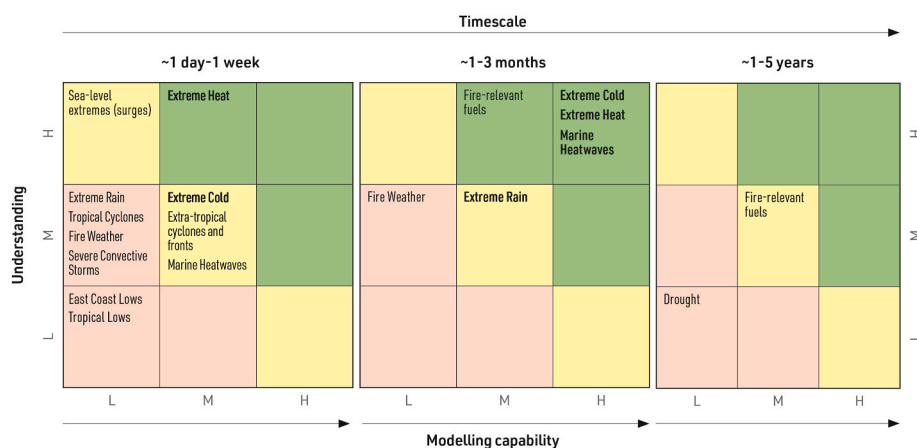 Timescale
~1 day-1 week
~1-3 months
~1-5 years
Understanding
H
M
L
Sea-level
extremes (surges)
Extreme Heat
Extreme Rain
Tropical Cyclones
Fire Weather
Severe Convective
Storms
Extreme Cold
Extra-tropical
cyclones and
fronts
Marine Heatwaves
East Coast Lows
Tropical Lows
Fire-relevant
fuels
Extreme Cold
Extreme Heat
Marine
Heatwaves
Fire Weather
Extreme Rain
Fire-relevant
fuels
Drought
H
M
L
L
M
H
L
M
H
L
M
H
Modelling capability